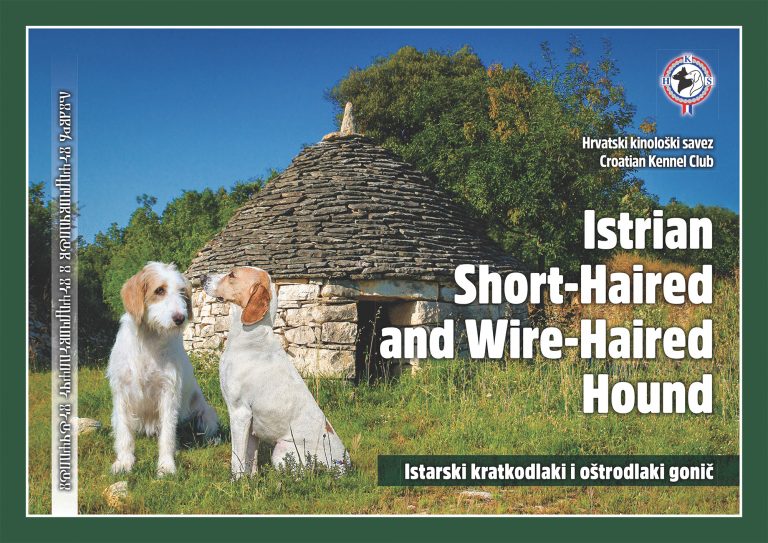 H K S
Hrvatski kinološki savez
Croatian Kennel Club
Istrian
Short-Haired
and Wire-Haired
Hound
Istarski kratkodlaki i oštrodlaki gonič